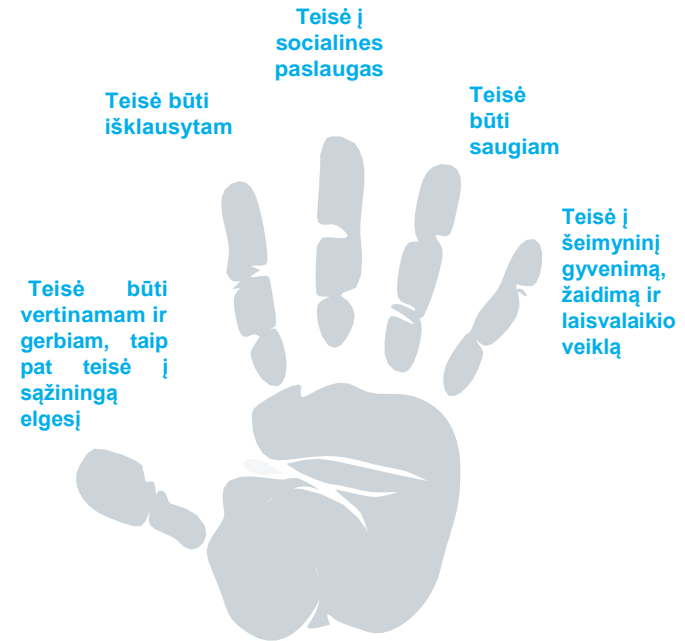 Teisė į
socialines
paslaugas
Teisė būti
išklausytam
Teisė
būti
saugiam
Teisė į
šeimyninį
gyvenimą,
žaidimą ir
laisvalaikio
veiklą
Teisė būti
vertinamam ir
gerbiam, taip
pat teisė į
sąžiningą
elgesį